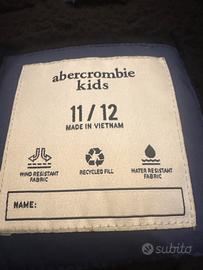 abercrombie
kids
11 / 12
MADE IN VIETNAM
WIND RESISTANT
FABRIC
RECYCLED FILL
WATER RESISTANT
FABRIC
NAME:
subito